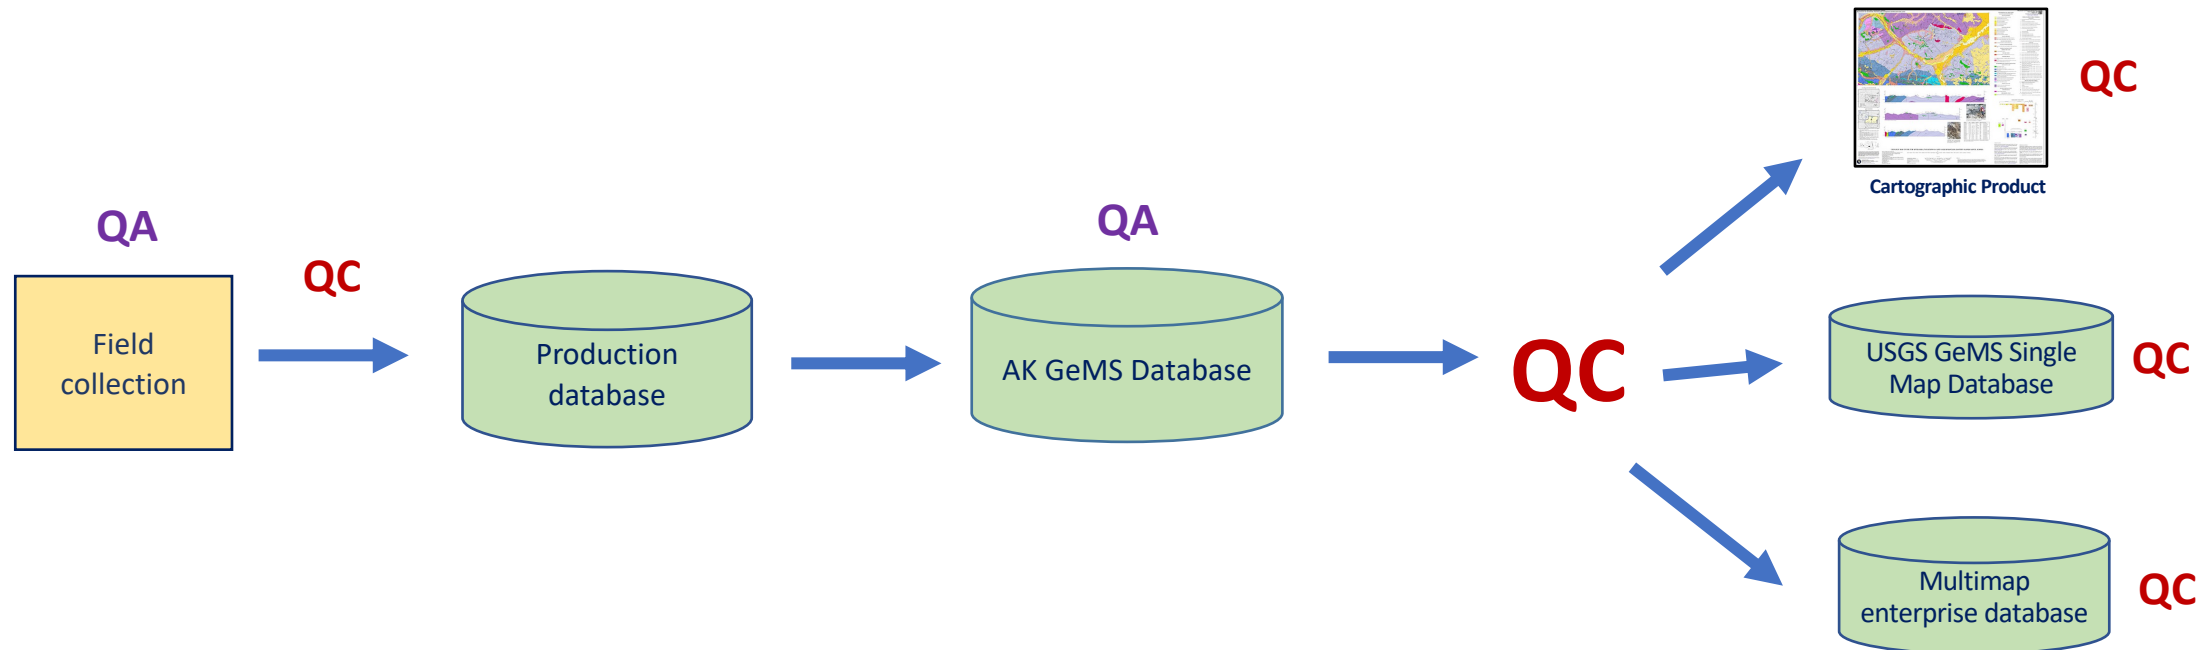 QA
Field
collection
QC
Production
database
QA
AK GeMS Database
QC
Cartographic Product
QC
USGS GeMS Single
Map Database
QC
Multimap
enterprise database
QC